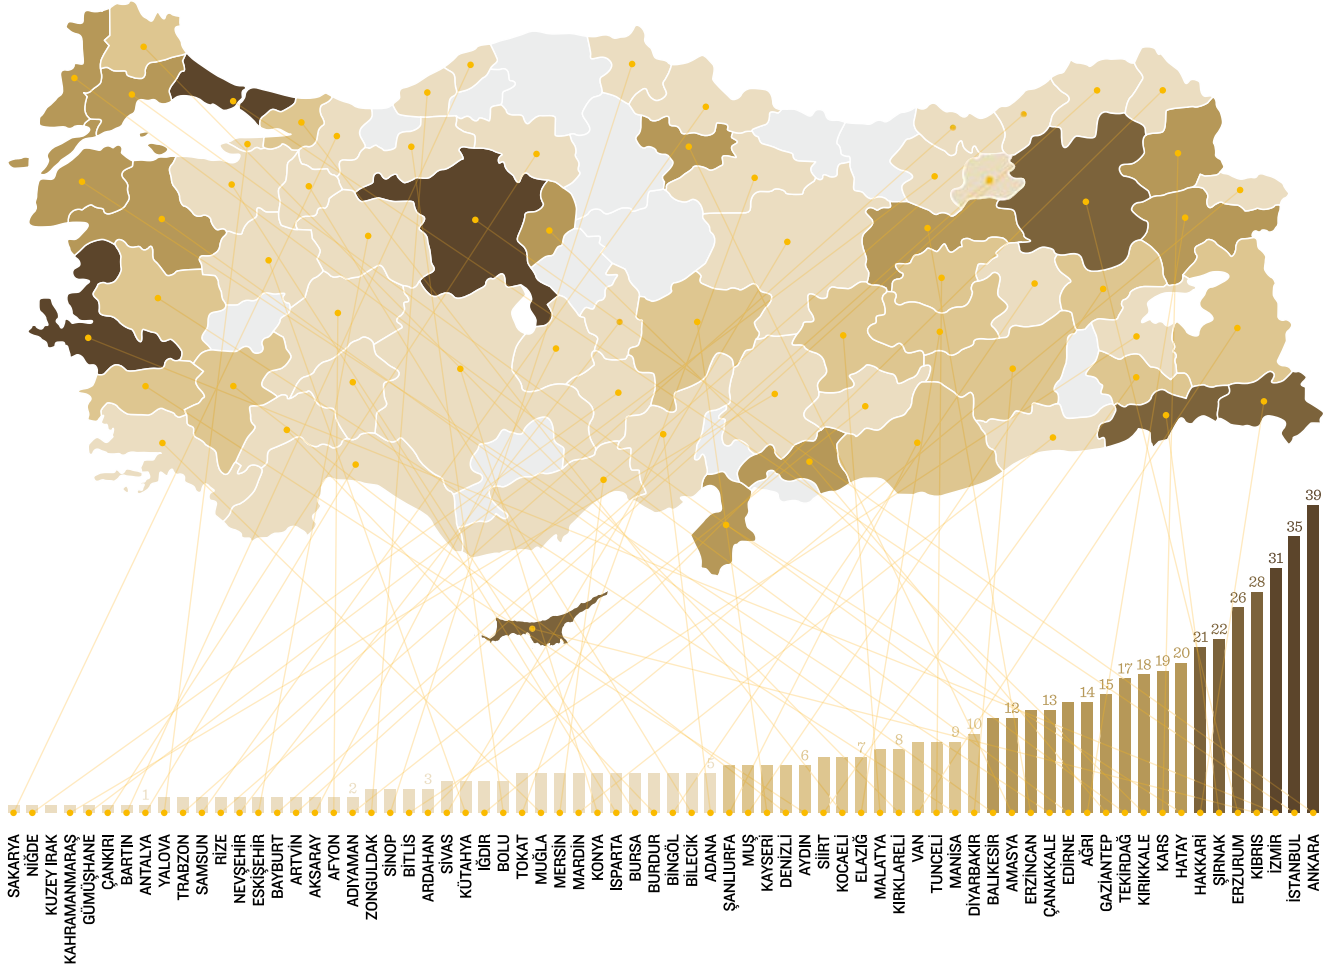 39
35
31
28
26
22
21
20
19
18
17
15
14
13
12
10
9
8
7
6
5
3
2
1
SAKARYA
NİĞDE
KUZEY IRAK
KAHRAMANMARAŞ
GÜMÜŞHANE
ÇANKIRI
BARTIN
ANTALYA
YALOVA
TRABZON
SAMSUN
RİZE
NEVŞEHİR
ESKİŞEHİR
BAYBURT
ARTVİN
AKSARAY
AFYON
ADIYAMAN
ZONGULDAK
SİNOP
BİTLİS
ARDAHAN
SİVAS
KÜTAHYA
IĞDIR
BOLU
TOKAT
MUĞLA
MERSİN
MARDİN
KONYA
ISPARTA
BURSA
BURDUR
BİNGÖL
BİLECİK
ADANA
ŞANLIURFA
MUŞ
KAYSERİ
DENİZLİ
AYDIN
SİİRT
KOCAELİ
ELAZIĞ
MALATYA
KIRKLARELİ
VAN
TUNCELİ
MANİSA
DİYARBAKIR
BALIKESİR
AMASYA
ERZİNCAN
ÇANAKKALE
EDİRNE
AĞRI
GAZİANTEP
TEKİRDAĞ
KIRIKKALE
KARS
HATAY
HAKKARİ
ŞIRNAK
ERZURUM
KIBRIS
İZMİR
İSTANBUL
ANKARA